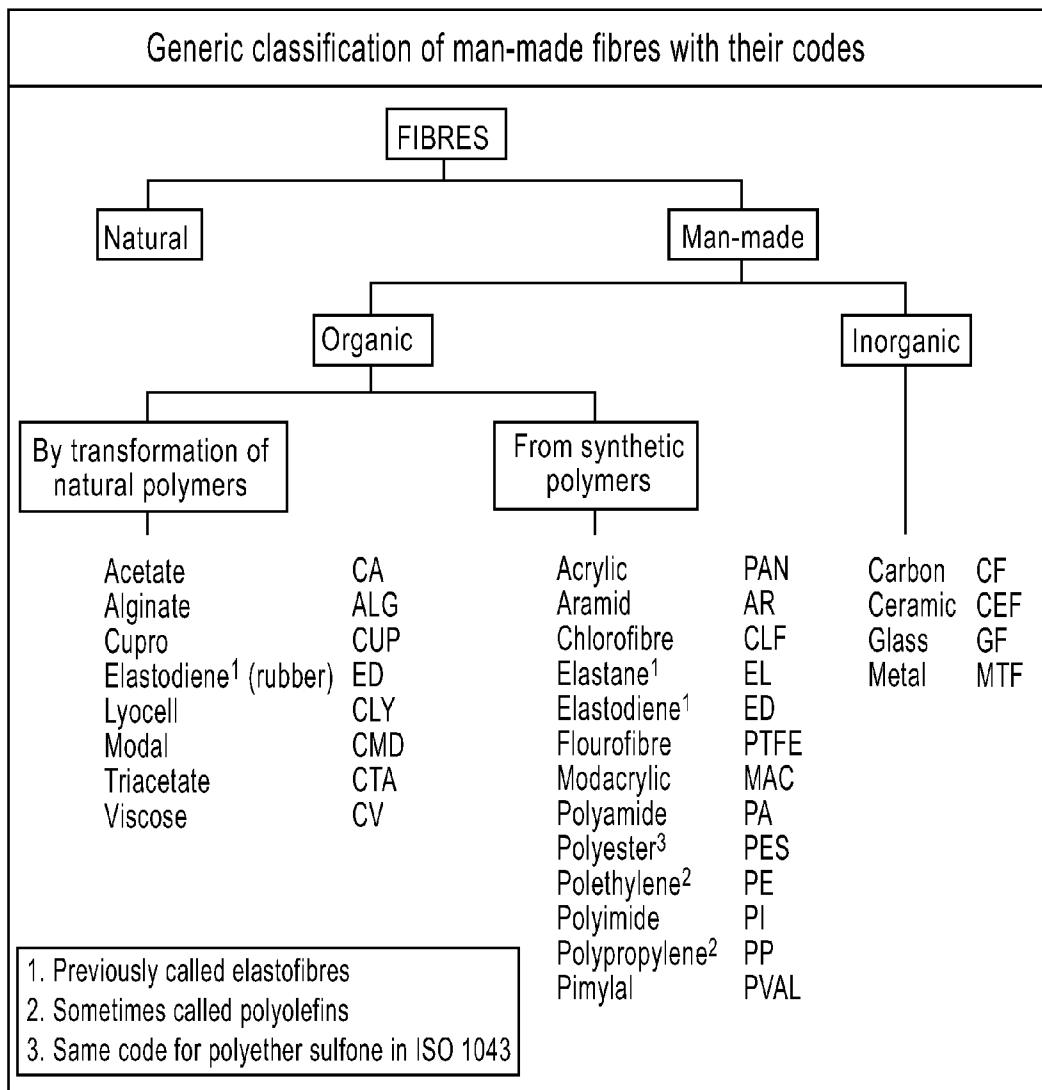 Generic classification of man-made fibres with their codes
FIBRES
Natural
Man-made
Organic
Inorganic
By transformation of
natural polymers
From synthetic
polymers
Acetate CA
Alginate ALG
Cupro CUP
Elastodiene¹ (rubber) ED
Lyocell CLY
Modal CMD
Triacetate CTA
Viscose CV
Acrylic PAN
Aramid AR
Chlorofibre CLF
Elastane¹ EL
Elastodiene¹ ED
Flourofibre PTFE
Modacrylic MAC
Polyamide PA
Polyester³ PES
Polethylene² PE
Polyimide PI
Polypropylene² PP
Pimylal PVAL
Carbon CF
Ceramic CEF
Glass GF
Metal MTF
1. Previously called elastofibres
2. Sometimes called polyolefins
3. Same code for polyether sulfone in ISO 1043